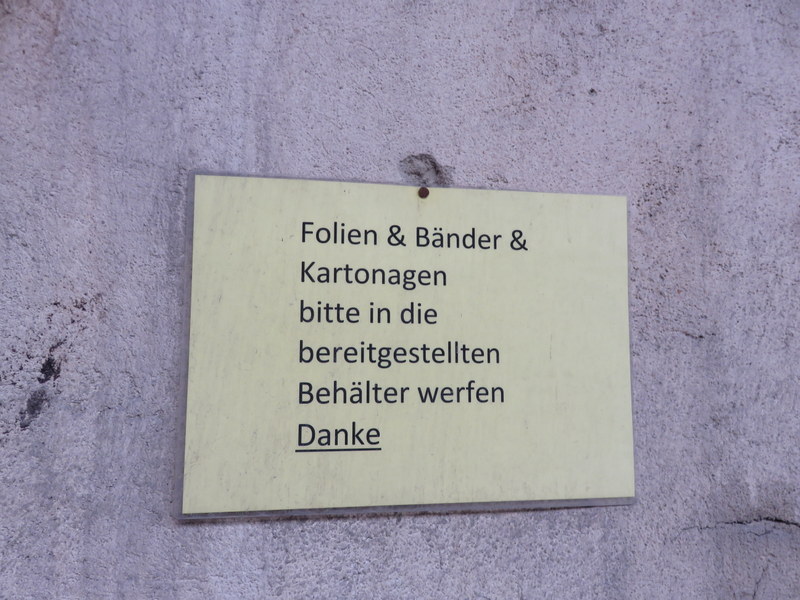 Folien & Bänder &
Kartonagen
bitte in die
bereitgestellten
Behälter werfen
Danke